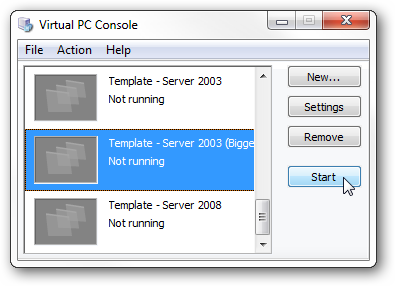 Virtual PC Console
File Action Help
Template - Server 2003
Not running
Template - Server 2003 (Bigge
Not running
Template - Server 2008
Not running
New...
Settings
Remove
Start